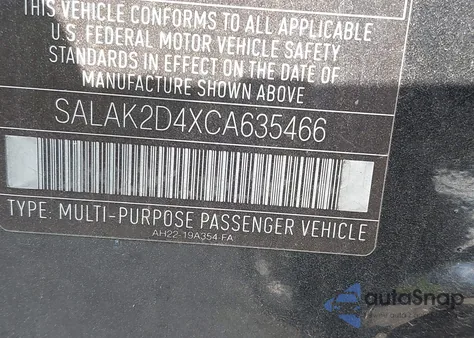 THIS VEHICLE CONFORMS TO ALL APPLICABLE
U.S. FEDERAL MOTOR VEHICLE SAFETY
STANDARDS IN EFFECT ON THE DATE OF
MANUFACTURE SHOWN ABOVE
SALAK2D4XCA635466
TYPE: MULTI-PURPOSE PASSENGER VEHICLE
AH22-19A354-FA
autoSnap